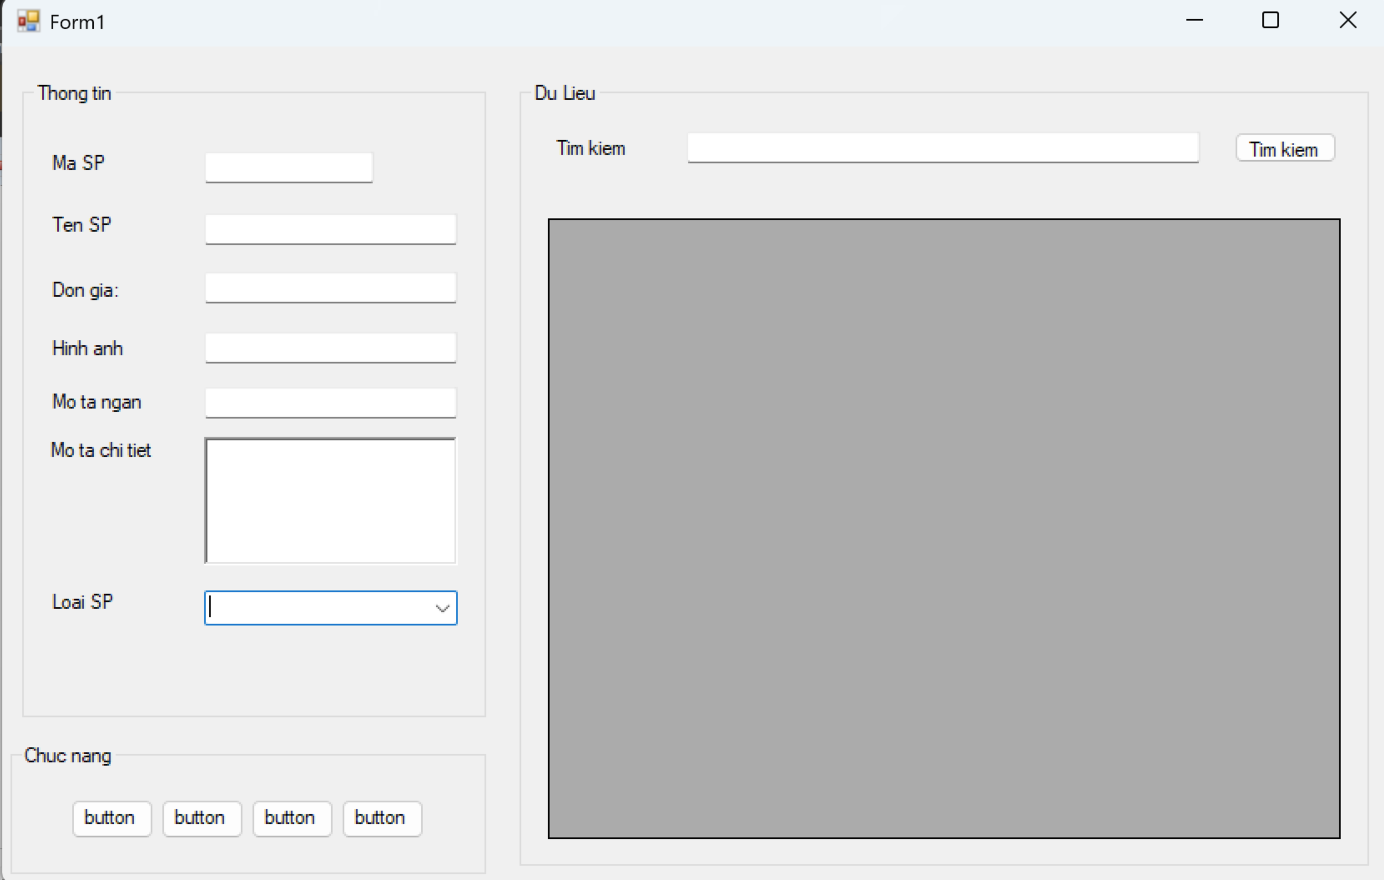 Form1
Thong tin
Ma SP
Ten SP
Don gia:
Hinh anh
Mo ta ngan
Mo ta chi tiet
Loai SP
Chuc nang
button button button button
Du Lieu
Tim kiem Tim kiem